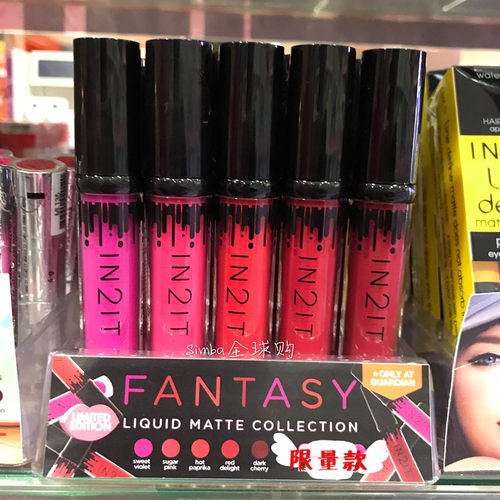 IN2IT
IN2IT
IN2IT
IN2IT
IN2IT
Simba全球购
FANTASY
LIMITED
EDITION
ONLY AT
GUARDIAN
LIQUID MATTE COLLECTION
sweet
violet
sugar
pink
hot
paprika
red
delight
dark
cherry
限量款